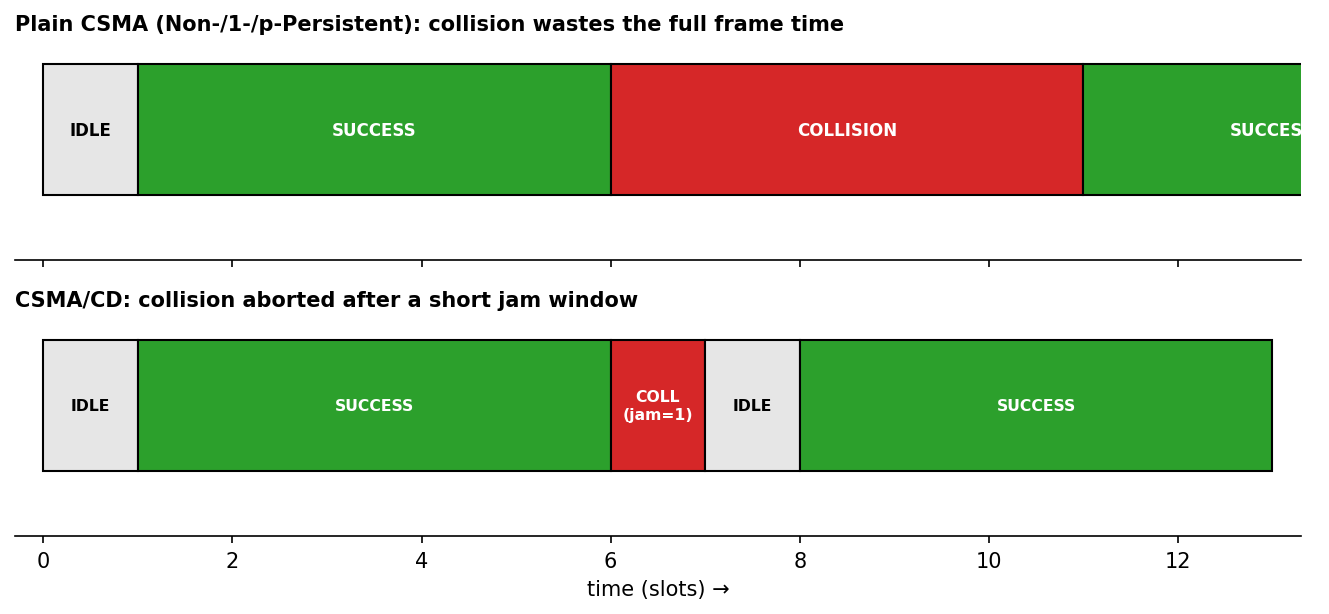 Plain CSMA (Non-/1-/p-Persistent): collision wastes the full frame time
IDLE
SUCCESS
COLLISION
SUCCES
CSMA/CD: collision aborted after a short jam window
IDLE
SUCCESS
COLL
(jam=1)
IDLE
SUCCESS
0 2 4 6 8 10 12
time (slots) →